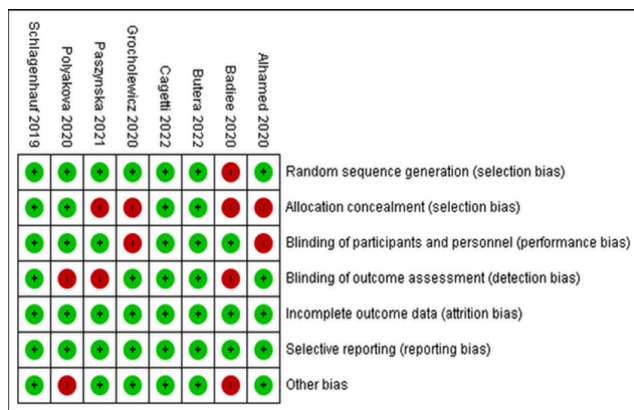 Schlagenhauf 2019
Polyakova 2020
Paszynska 2021
Grocholewicz 2020
Cagetti 2022
Butera 2022
Badiee 2020
Alhamed 2020
+ + + + + + - + Random sequence generation (selection bias)
+ + - - + + - - Allocation concealment (selection bias)
+ + + - + + + - Blinding of participants and personnel (performance bias)
+ - - + + + - + Blinding of outcome assessment (detection bias)
+ + + + + + + + Incomplete outcome data (attrition bias)
+ + + + + + + + Selective reporting (reporting bias)
+ - + + + + - + Other bias